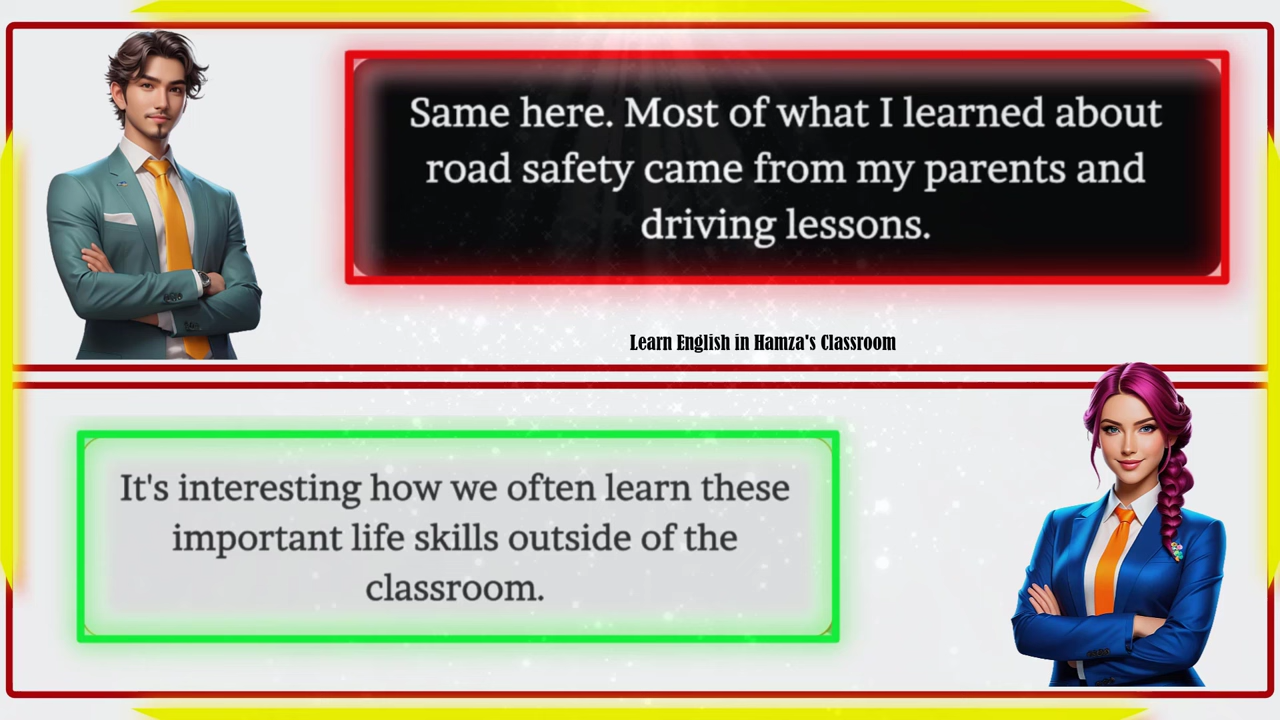 Same here. Most of what I learned about
road safety came from my parents and
driving lessons.
Learn English in Hamza's Classroom
It's interesting how we often learn these
important life skills outside of the
classroom.